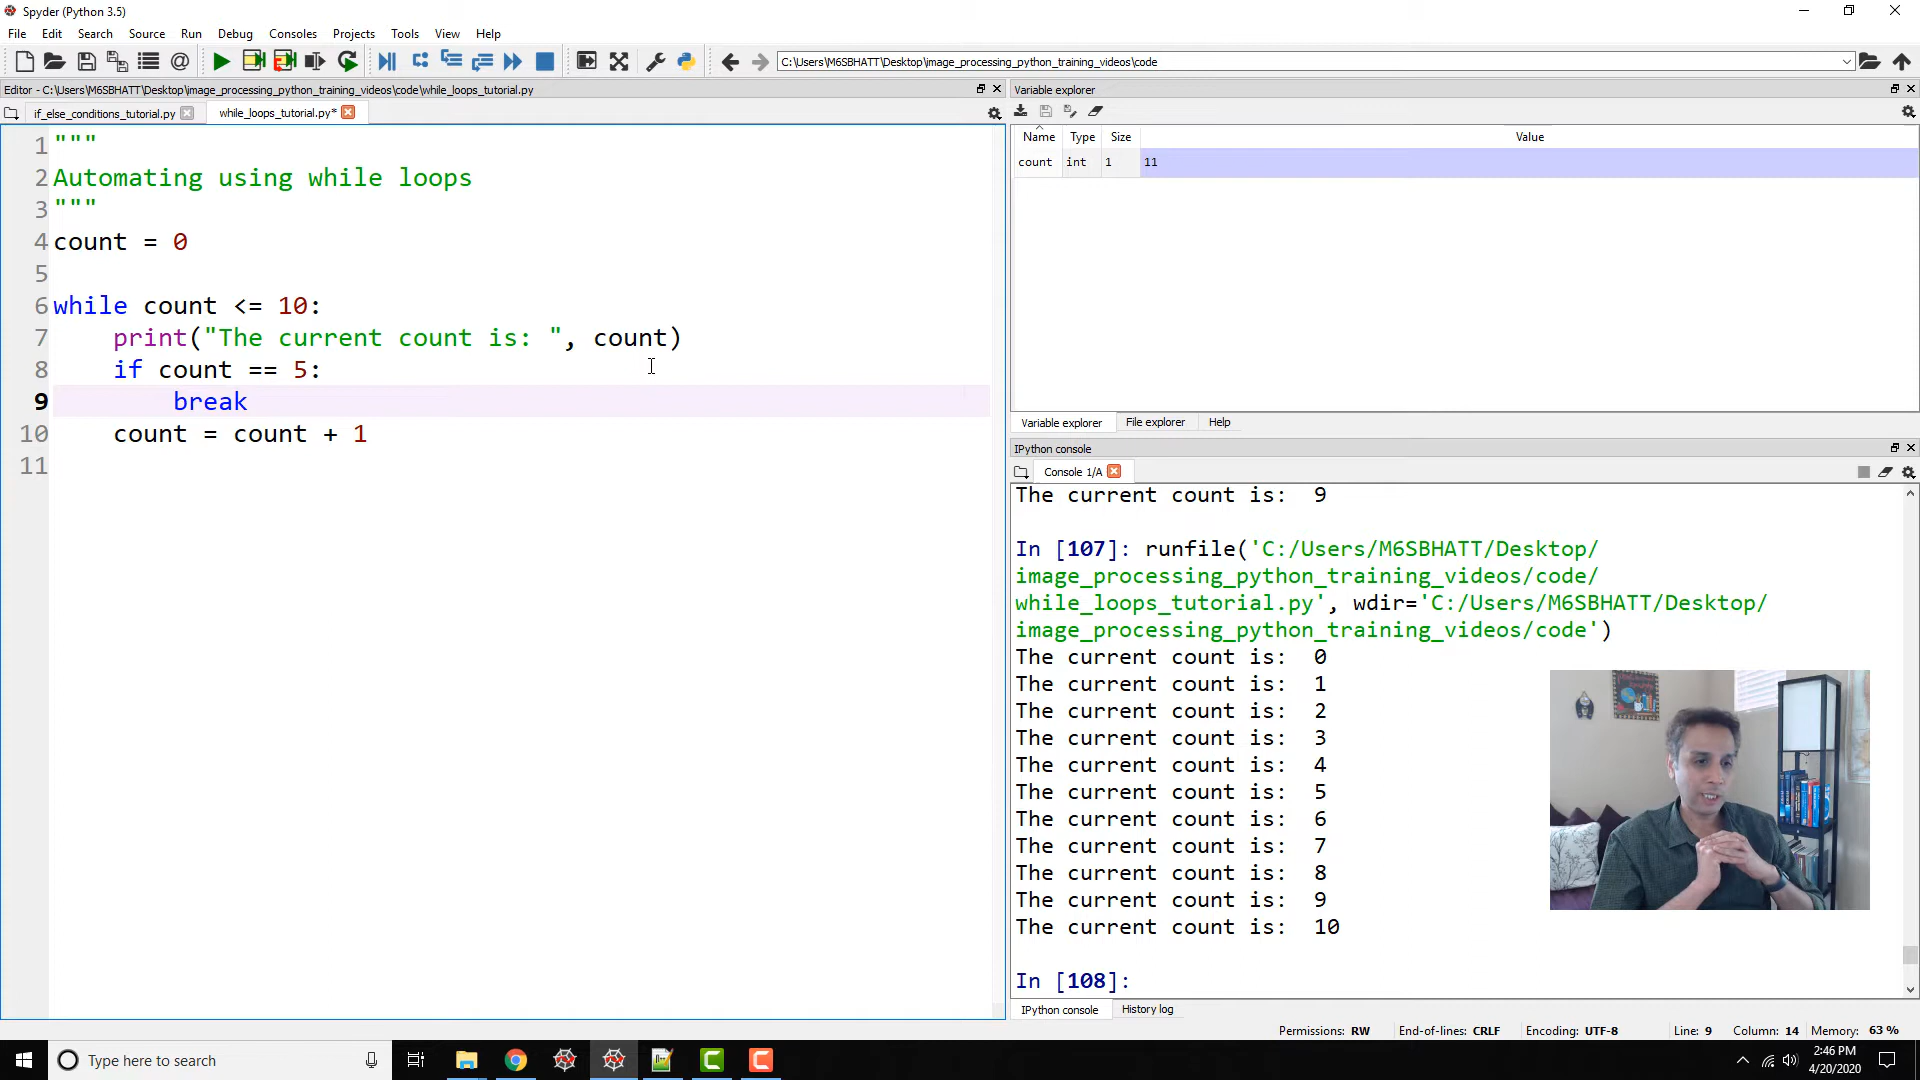 Spyder (Python 3.5)
File Edit Search Source Run Debug Consoles Projects Tools View Help
C:\Users\M6SBHATT\Desktop\image_processing_python_training_videos\code
Editor - C:\Users\M6SBHATT\Desktop\image_processing_python_training_videos\code\while_loops_tutorial.py
if_else_conditions_tutorial.py while_loops_tutorial.py*
1 """
2 Automating using while loops
3 """
4 count = 0
5
6 while count <= 10:
7 print("The current count is: ", count)
8 if count == 5:
9 break
10 count = count + 1
11
Variable explorer
Name Type Size Value
count int 1 11
Variable explorer File explorer Help
IPython console
Console 1/A
The current count is: 9
In [107]: runfile('C:/Users/M6SBHATT/Desktop/
image_processing_python_training_videos/code/
while_loops_tutorial.py', wdir='C:/Users/M6SBHATT/Desktop/
image_processing_python_training_videos/code')
The current count is: 0
The current count is: 1
The current count is: 2
The current count is: 3
The current count is: 4
The current count is: 5
The current count is: 6
The current count is: 7
The current count is: 8
The current count is: 9
The current count is: 10
In [108]:
IPython console History log
Permissions: RW End-of-lines: CRLF Encoding: UTF-8 Line: 9 Column: 14 Memory: 63 %
Type here to search
2:46 PM
4/20/2020